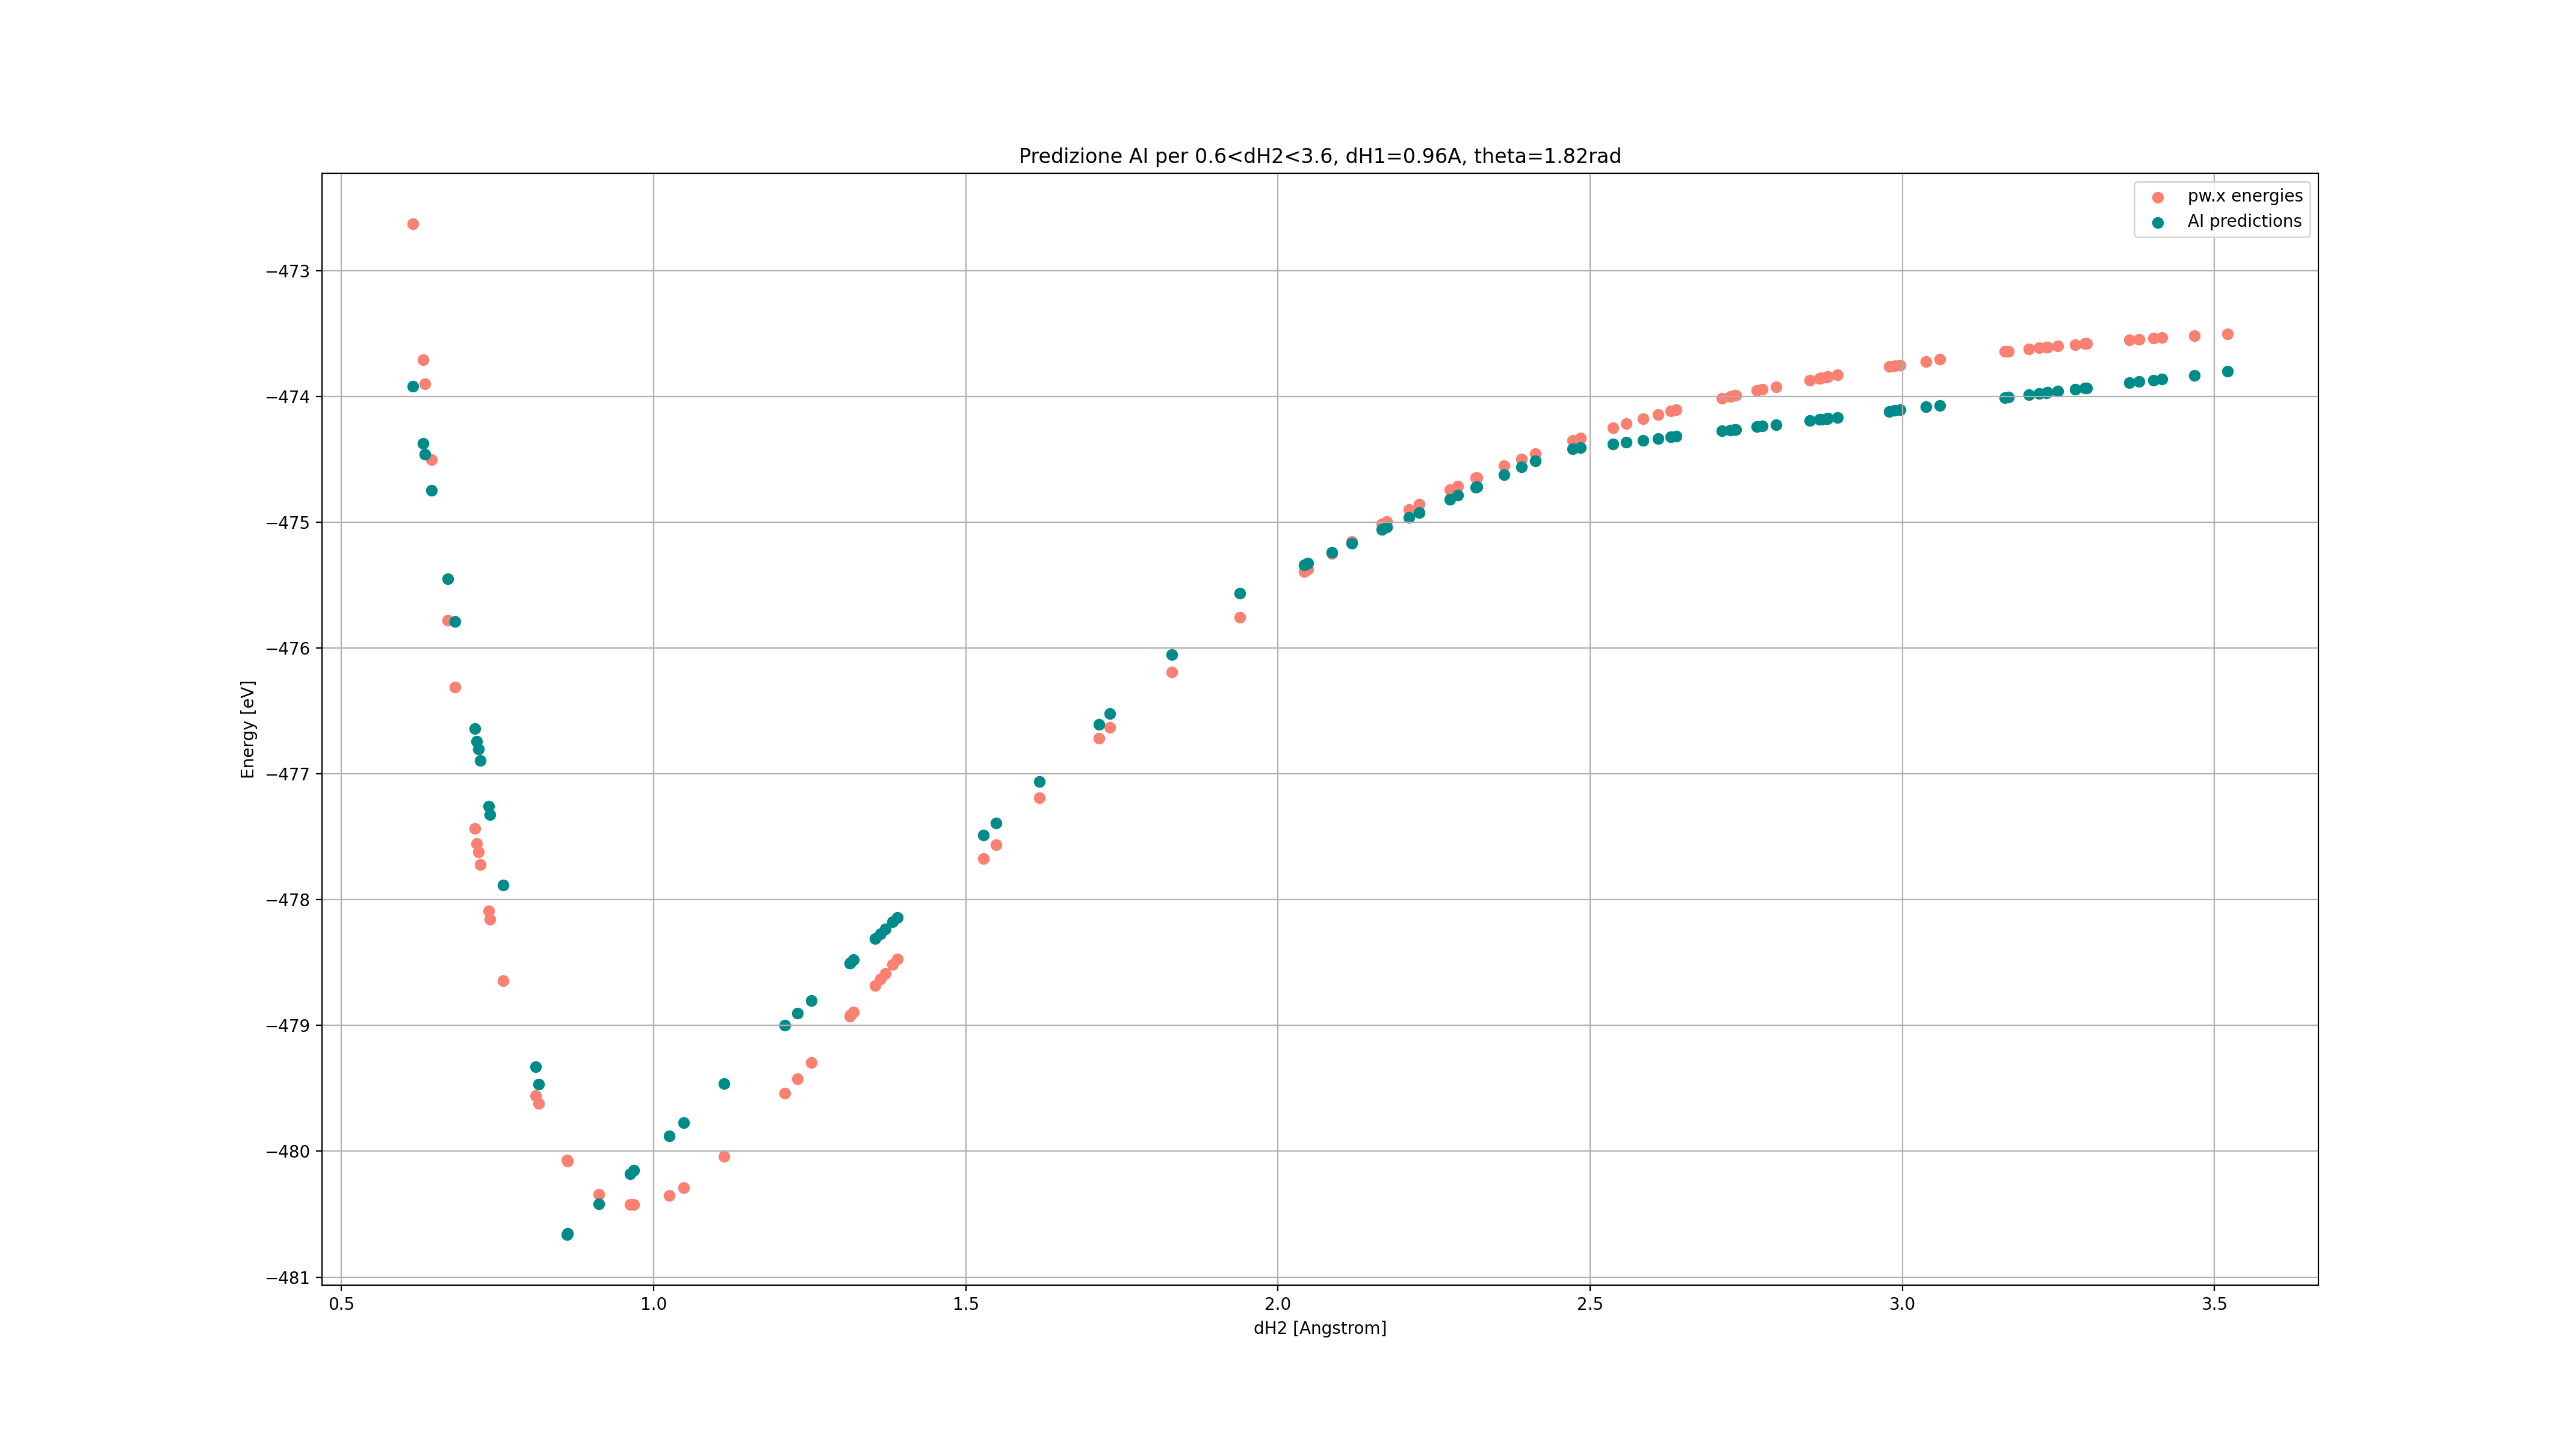 Predizione AI per 0.6<dH2<3.6, dH1=0.96A, theta=1.82rad
pw.x energies
AI predictions
−473
−474
−475
−476
−477
−478
−479
−480
−481
Energy [eV]
0.5 1.0 1.5 2.0 2.5 3.0 3.5
dH2 [Angstrom]